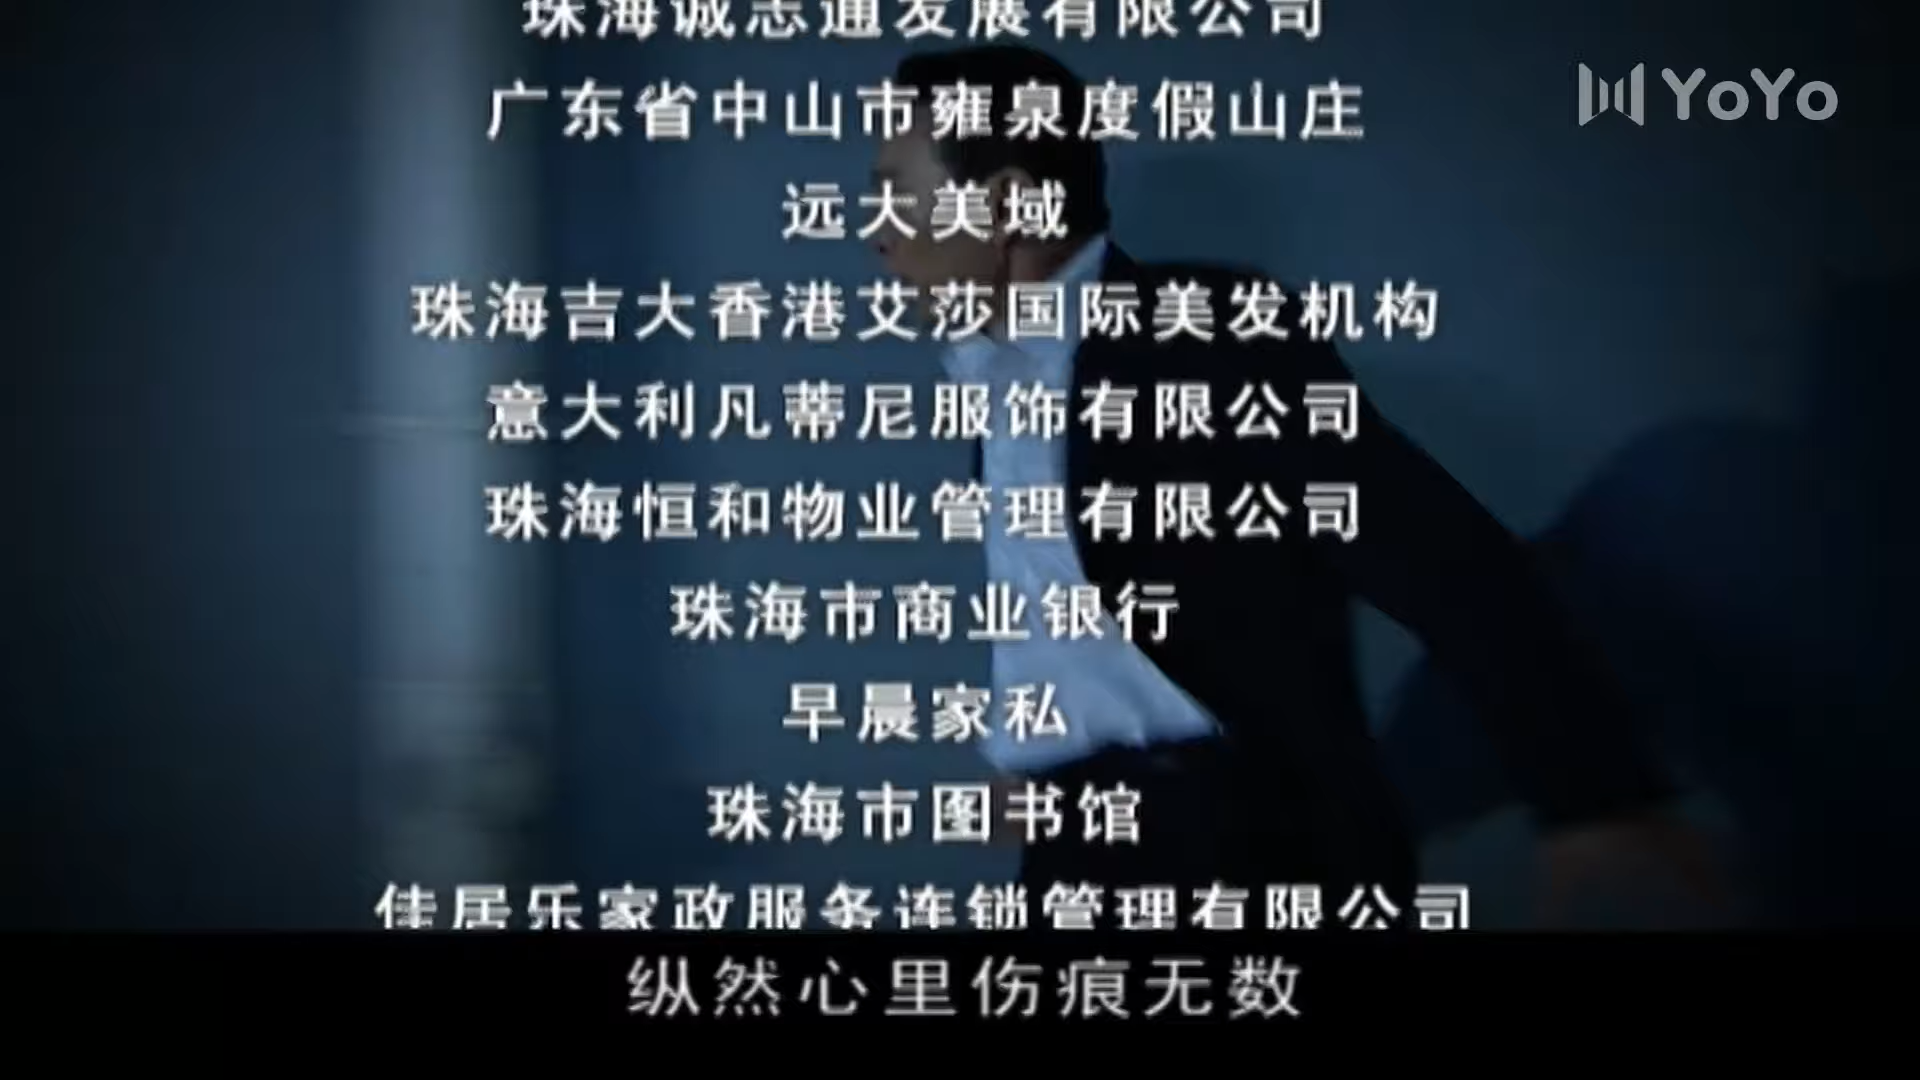 珠海诚志通发展有限公司
YoYo
广东省中山市雍泉度假山庄
远大美域
珠海吉大香港艾莎国际美发机构
意大利凡蒂尼服饰有限公司
珠海恒和物业管理有限公司
珠海市商业银行
早晨家私
珠海市图书馆
佳居乐家政服务连锁管理有限公司
纵然心里伤痕无数